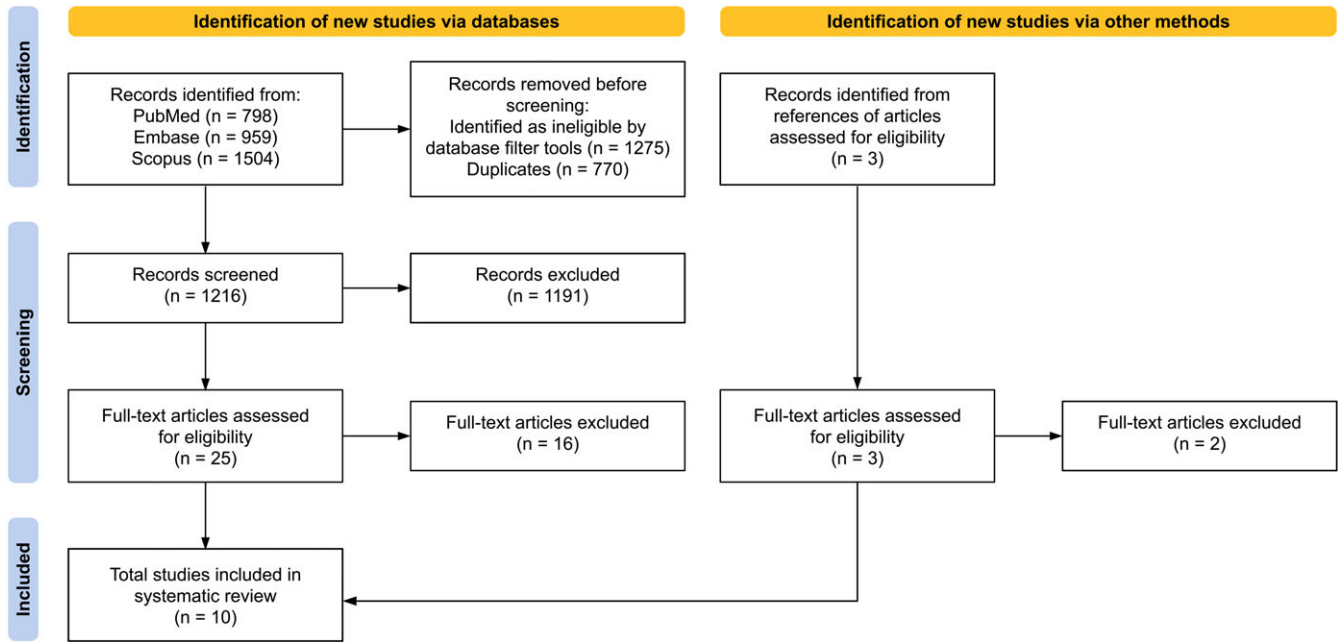 Identification of new studies via databases
Identification of new studies via other methods
Identification
Records identified from:
PubMed (n = 798)
Embase (n = 959)
Scopus (n = 1504)
Records removed before
screening:
Identified as ineligible by
database filter tools (n = 1275)
Duplicates (n = 770)
Records identified from
references of articles
assessed for eligibility
(n = 3)
Screening
Records screened
(n = 1216)
Records excluded
(n = 1191)
Full-text articles assessed
for eligibility
(n = 25)
Full-text articles excluded
(n = 16)
Full-text articles assessed
for eligibility
(n = 3)
Full-text articles excluded
(n = 2)
Included
Total studies included in
systematic review
(n = 10)